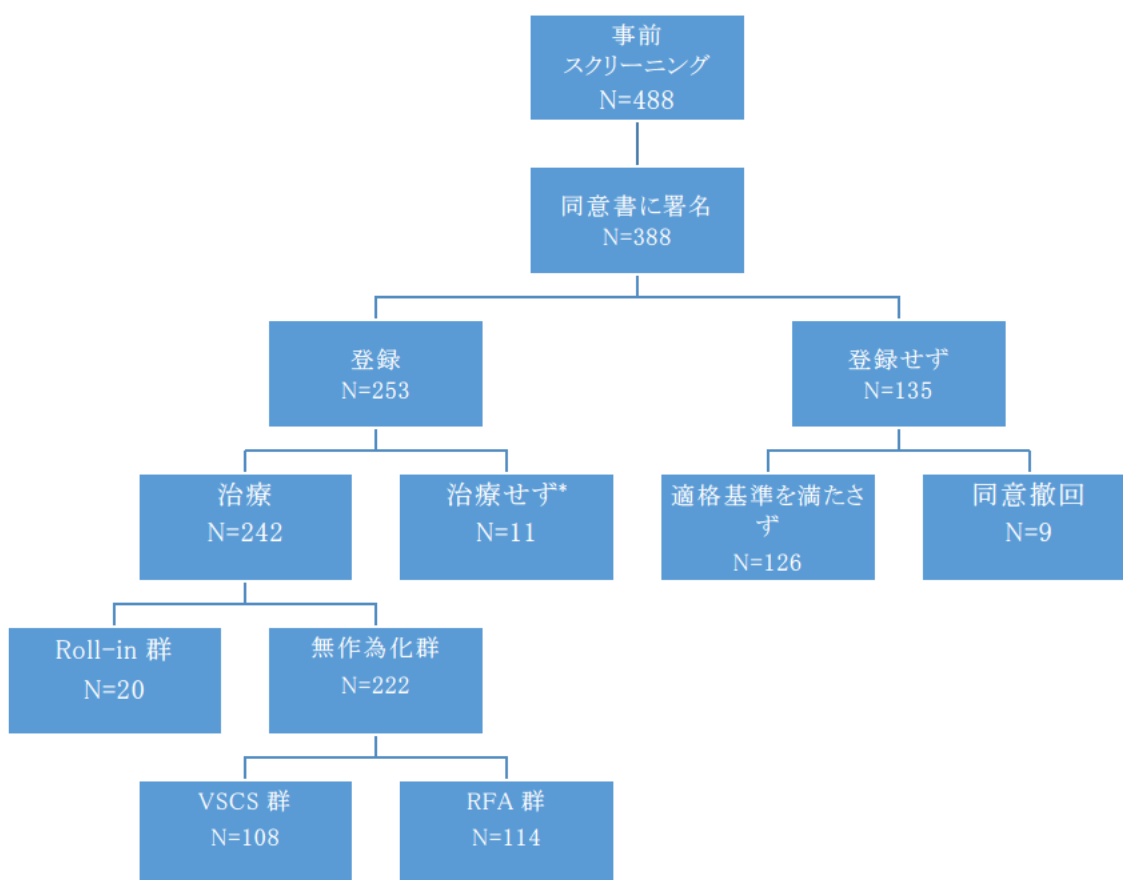 事前
スクリーニング
N=488
同意書に署名
N=388
登録
N=253
登録せず
N=135
治療
N=242
治療せず*
N=11
適格基準を満たさ
ず
N=126
同意撤回
N=9
Roll-in 群
N=20
無作為化群
N=222
VSCS 群
N=108
RFA 群
N=114